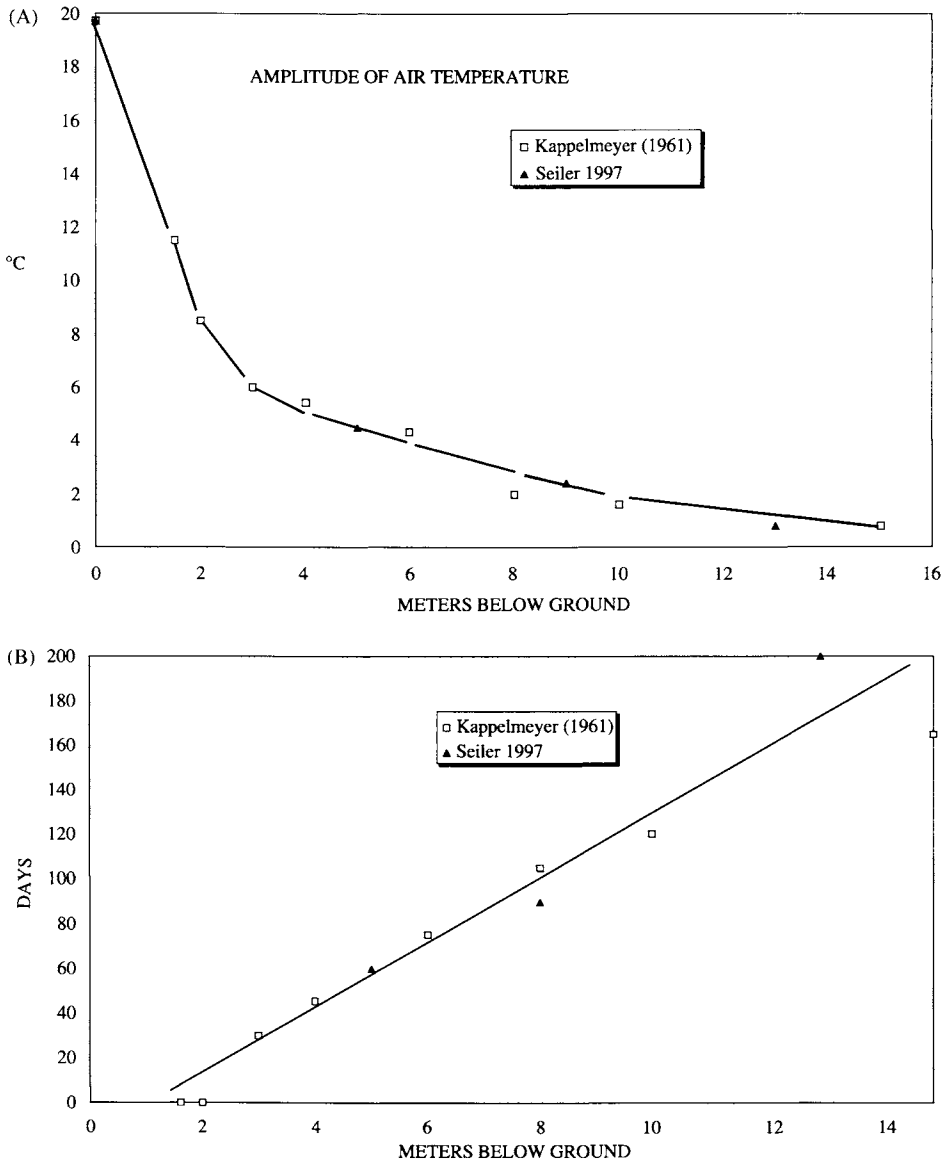 (A)
20
18
16
14
12
10
8
6
4
2
0
°C
AMPLITUDE OF AIR TEMPERATURE
Kappelmeyer (1961)
Seiler 1997
0 2 4 6 8 10 12 14 16
METERS BELOW GROUND
(B)
200
180
160
140
120
100
80
60
40
20
0
DAYS
Kappelmeyer (1961)
Seiler 1997
0 2 4 6 8 10 12 14
METERS BELOW GROUND